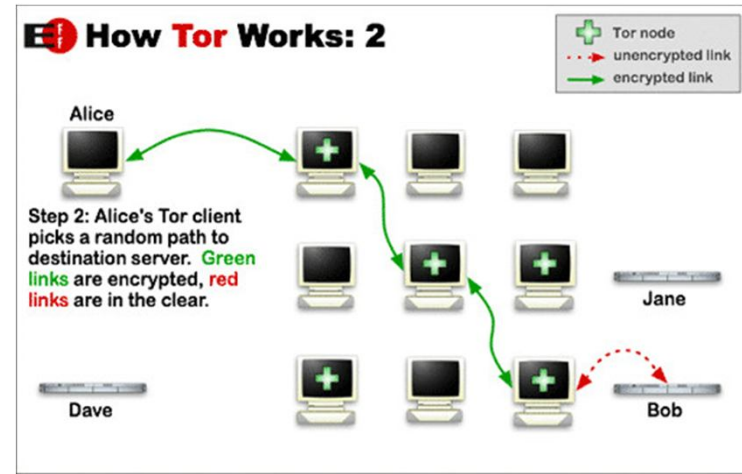 EFF How Tor Works: 2
Tor node
unencrypted link
encrypted link
Alice
Step 2: Alice's Tor client
picks a random path to
destination server. Green
links are encrypted, red
links are in the clear.
Jane
Dave
Bob